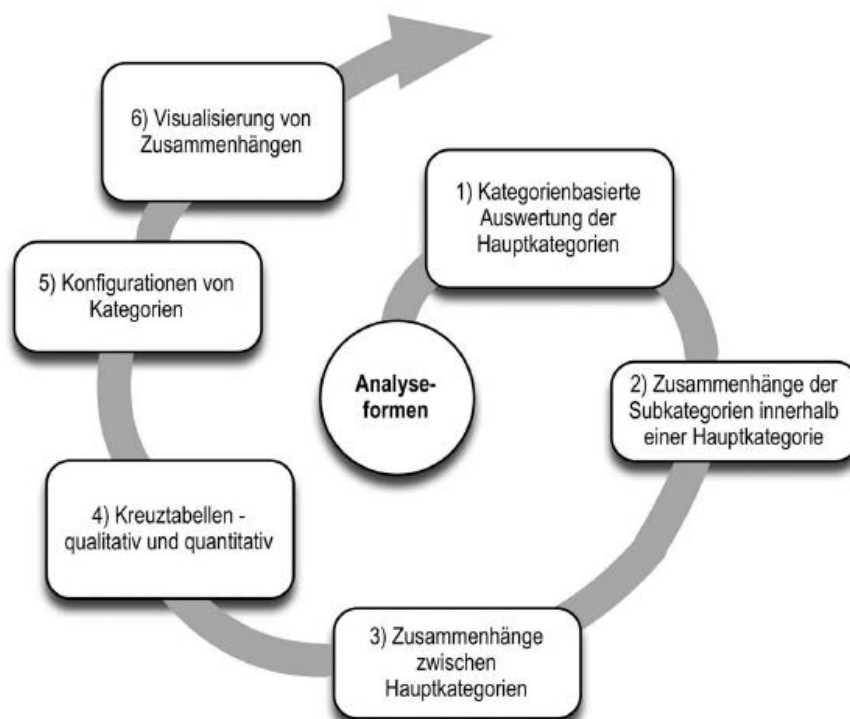 Analyse-
formen
1) Kategorienbasierte
Auswertung der
Hauptkategorien
2) Zusammenhänge der
Subkategorien innerhalb
einer Hauptkategorie
3) Zusammenhänge
zwischen
Hauptkategorien
4) Kreuztabellen -
qualitativ und quantitativ
5) Konfigurationen von
Kategorien
6) Visualisierung von
Zusammenhängen